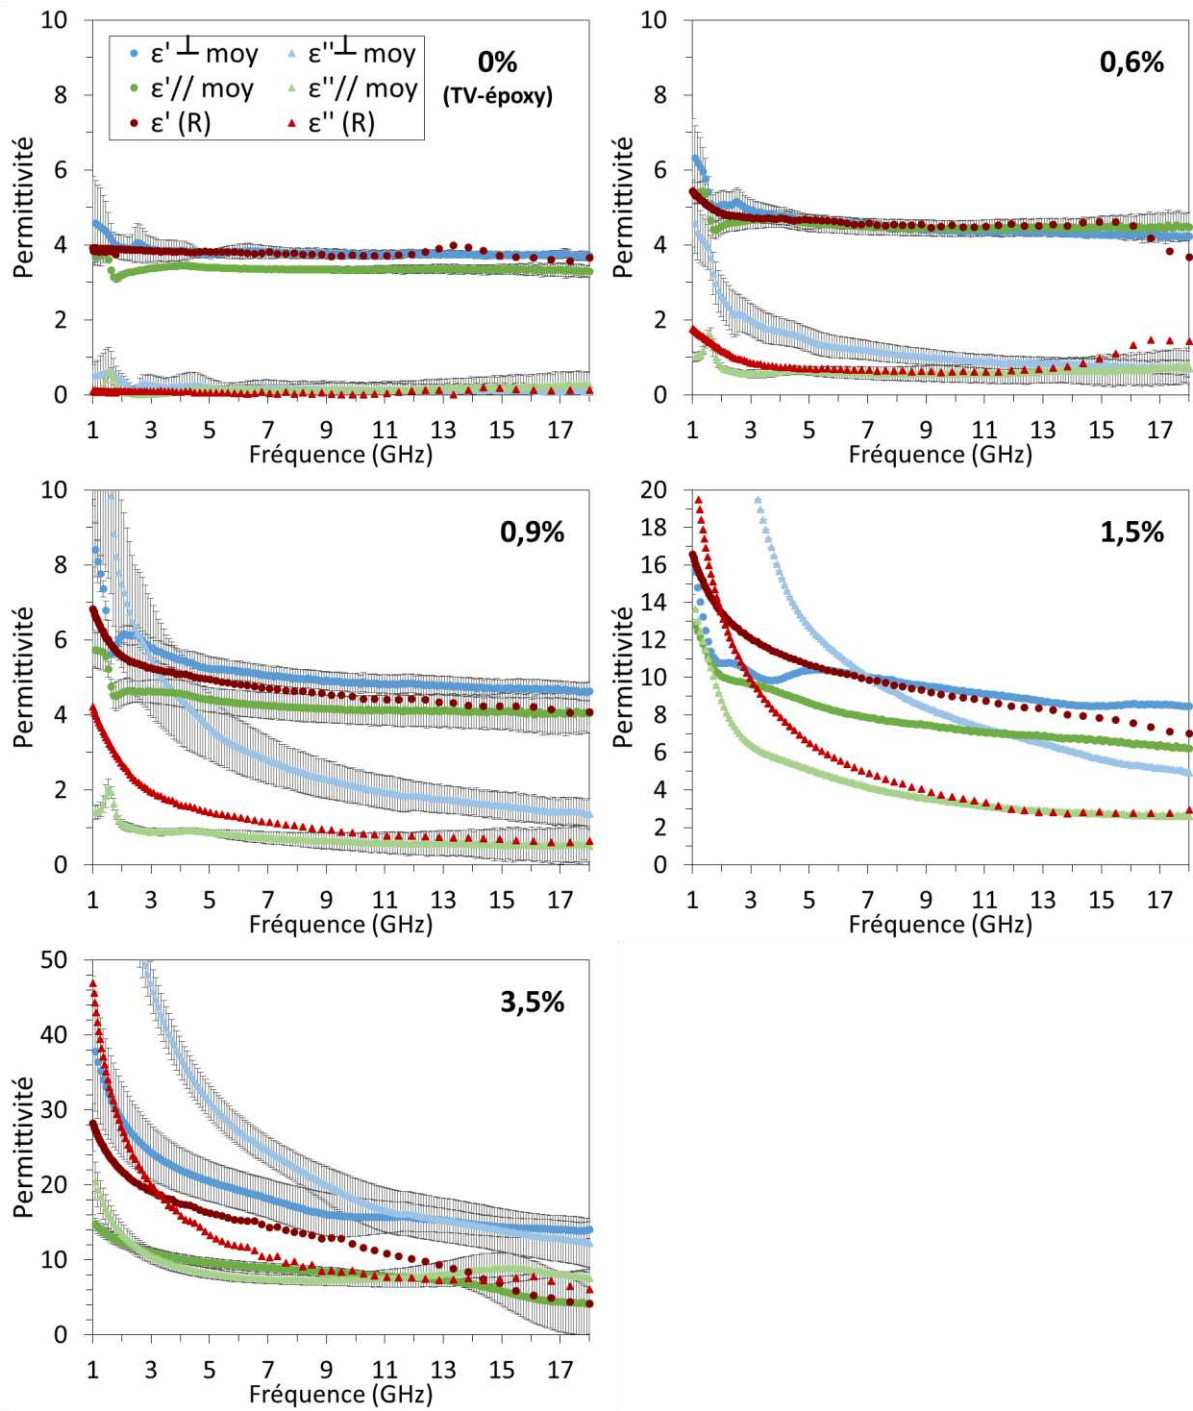 10
8
6
4
2
0
Permittivité
ε' ⊥ moy
ε''⊥ moy
ε'// moy
ε''// moy
ε' (R)
ε'' (R)
0%
(TV-époxy)
1 3 5 7 9 11 13 15 17
Fréquence (GHz)
10
8
6
4
2
0
Permittivité
0,6%
1 3 5 7 9 11 13 15 17
Fréquence (GHz)
10
8
6
4
2
0
Permittivité
0,9%
1 3 5 7 9 11 13 15 17
Fréquence (GHz)
20
18
16
14
12
10
8
6
4
2
0
Permittivité
1,5%
1 3 5 7 9 11 13 15 17
Fréquence (GHz)
50
40
30
20
10
0
Permittivité
3,5%
1 3 5 7 9 11 13 15 17
Fréquence (GHz)